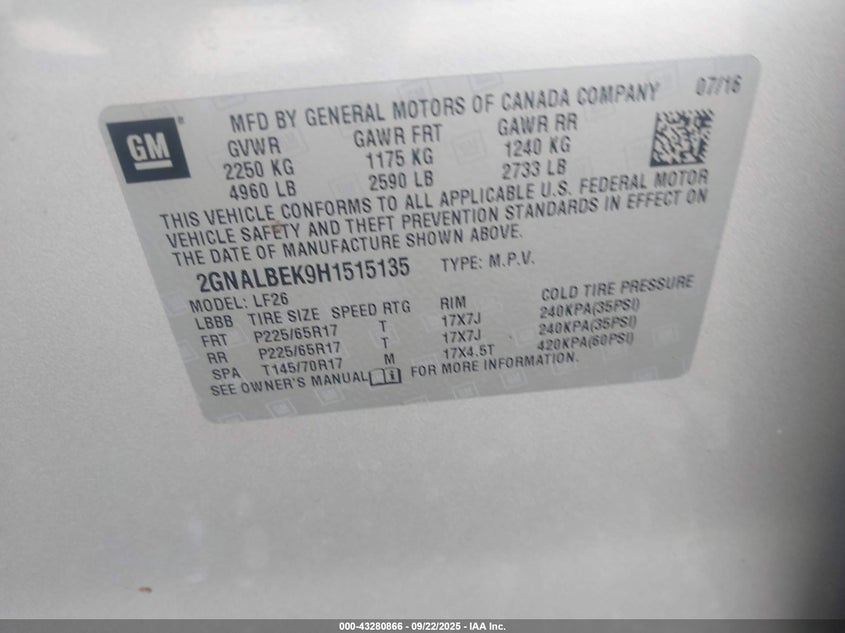 MFD BY GENERAL MOTORS OF CANADA COMPANY 07/16
GM®
GVWR GAWR FRT GAWR RR
2250 KG 1175 KG 1240 KG
4960 LB 2590 LB 2733 LB
THIS VEHICLE CONFORMS TO ALL APPLICABLE U.S. FEDERAL MOTOR
VEHICLE SAFETY AND THEFT PREVENTION STANDARDS IN EFFECT ON
THE DATE OF MANUFACTURE SHOWN ABOVE.
2GNALBEK9H1515135 TYPE: M.P.V.
MODEL: LF26
LBBB TIRE SIZE SPEED RTG RIM COLD TIRE PRESSURE
FRT P225/65R17 T 17X7J 240KPA(35PSI)
RR P225/65R17 T 17X7J 240KPA(35PSI)
SPA T145/70R17 M 17X4.5T 420KPA(60PSI)
SEE OWNER'S MANUAL FOR MORE INFORMATION.
000-43280866 - 09/22/2025 - IAA Inc.